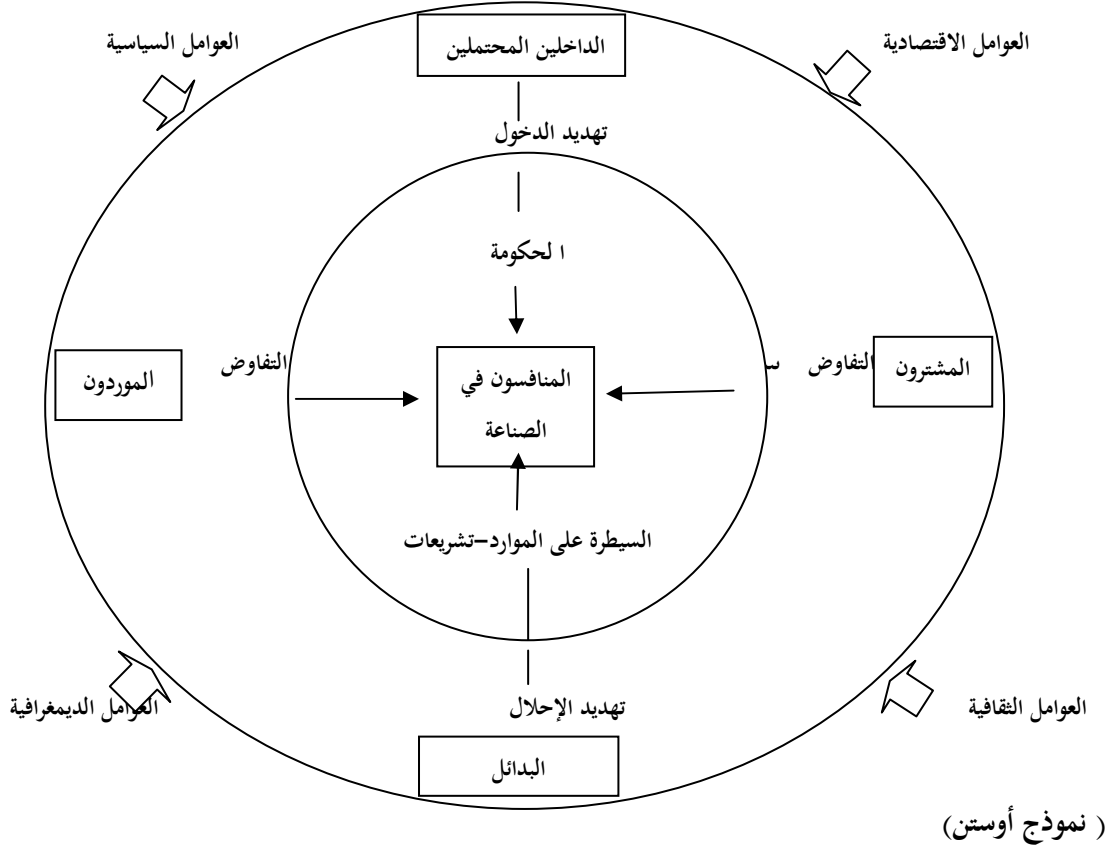 العوامل الاقتصادية
الداخلين المحتملين
العوامل السياسية
تهديد الدخول
ا لحكومة
المشترون
التفاوض
المنافسون في
الصناعة
التفاوض
الموردون
السيطرة على الموارد–تشريعات
العوامل الثقافية
تهديد الإحلال
العوامل الديمغرافية
البدائل
( نموذج أوستن)